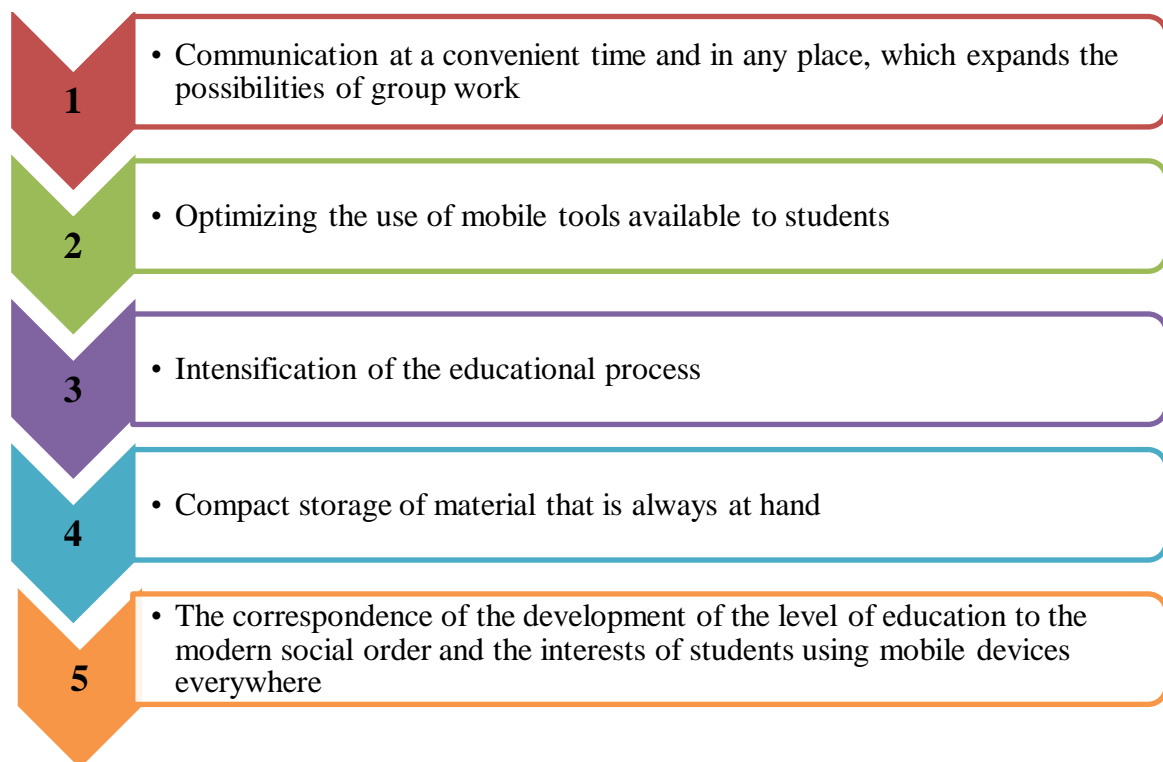 1
• Communication at a convenient time and in any place, which expands the
possibilities of group work
2
• Optimizing the use of mobile tools available to students
3
• Intensification of the educational process
4
• Compact storage of material that is always at hand
5
• The correspondence of the development of the level of education to the
modern social order and the interests of students using mobile devices
everywhere